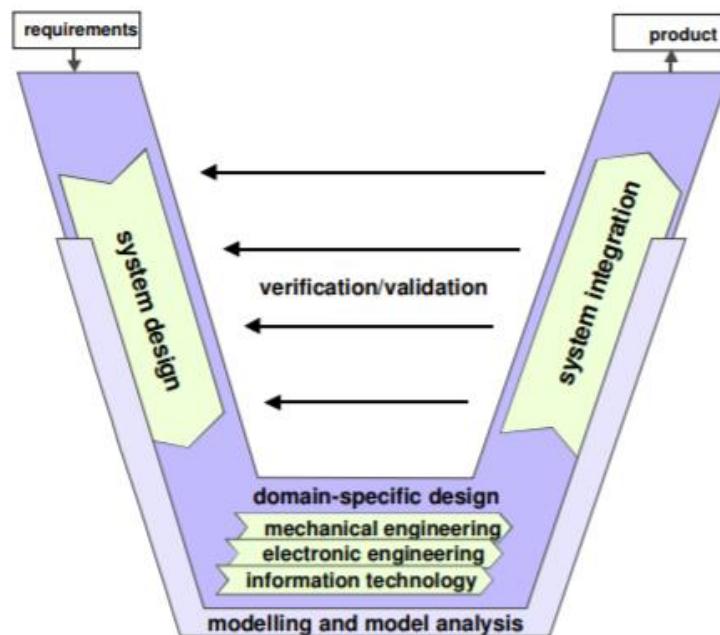 requirements
product
system design
system integration
verification/validation
domain-specific design
mechanical engineering
electronic engineering
information technology
modelling and model analysis